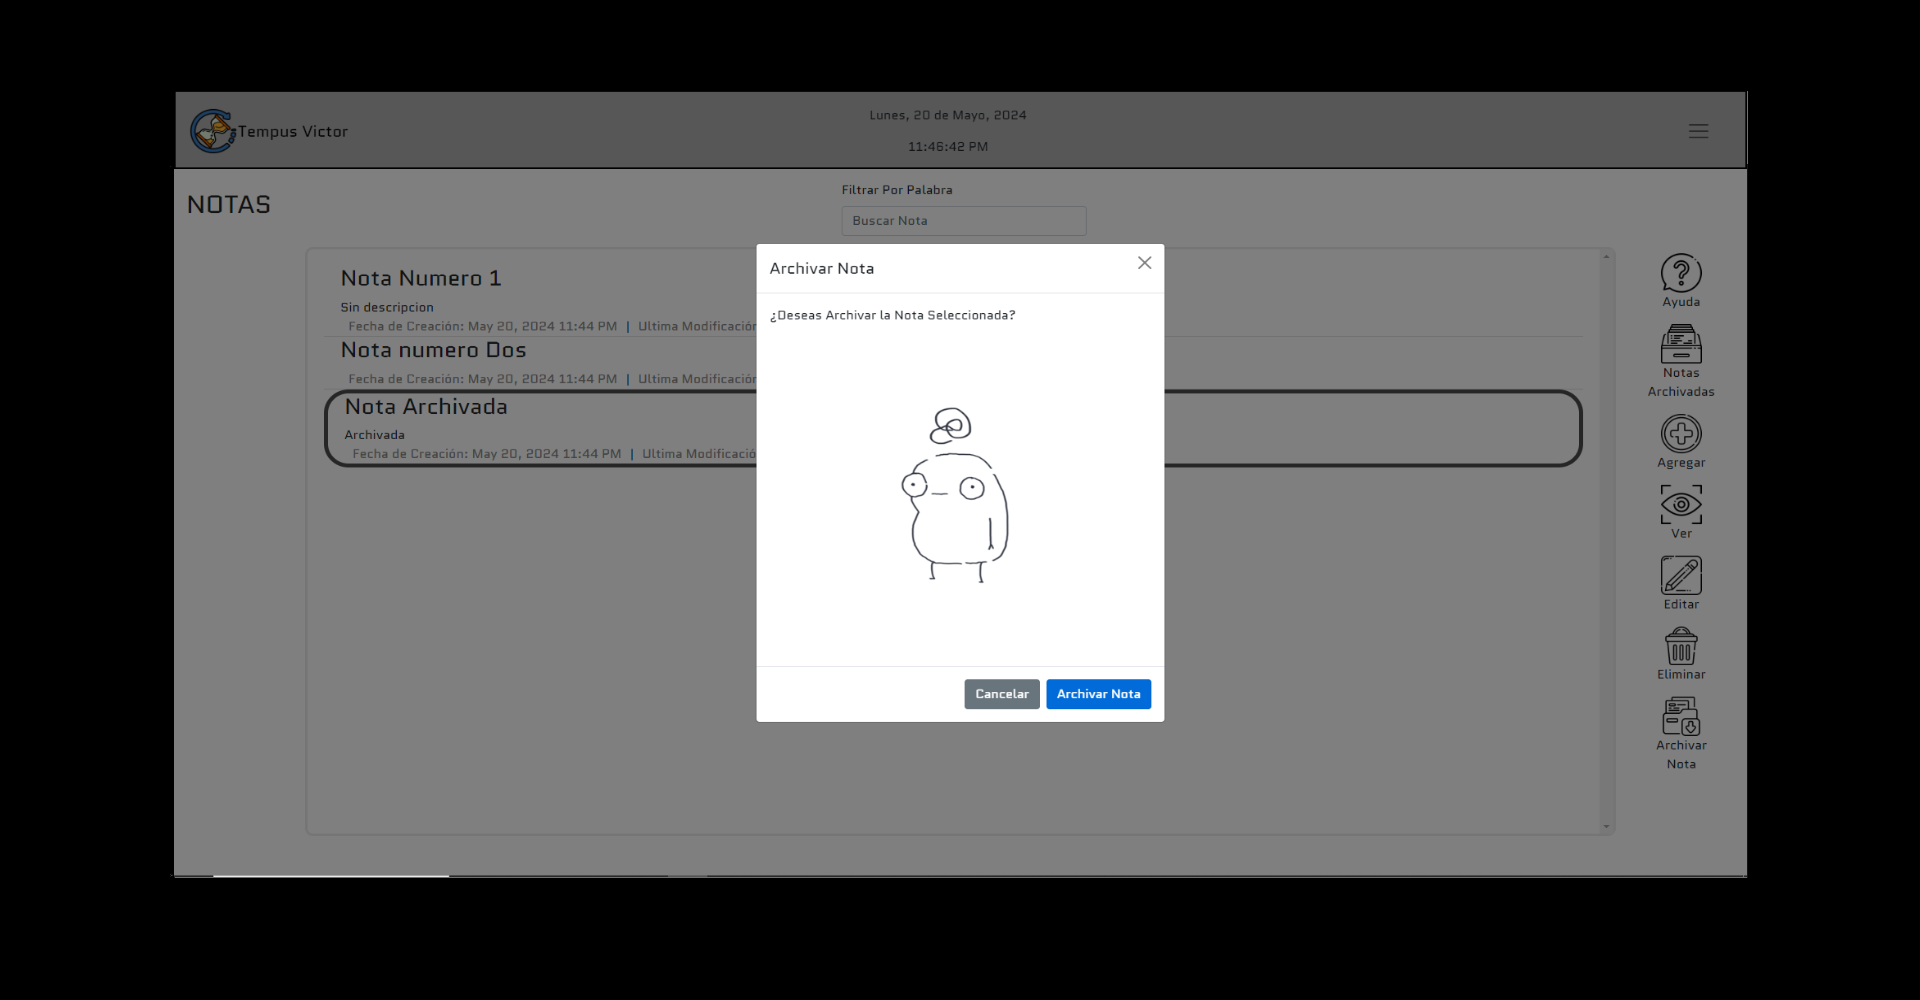 Tempus Victor
Lunes, 20 de Mayo, 2024
11:46:42 PM
NOTAS
Filtrar Por Palabra
Buscar Nota
Nota Numero 1
Sin descripcion
Fecha de Creación: May 20, 2024 11:44 PM | Ultima Modificación
Nota numero Dos
Fecha de Creación: May 20, 2024 11:44 PM | Ultima Modificación
Nota Archivada
Archivada
Fecha de Creación: May 20, 2024 11:44 PM | Ultima Modificació
Archivar Nota
¿Deseas Archivar la Nota Seleccionada?
Cancelar
Archivar Nota
Ayuda
Notas
Archivadas
Agregar
Ver
Editar
Eliminar
Archivar
Nota